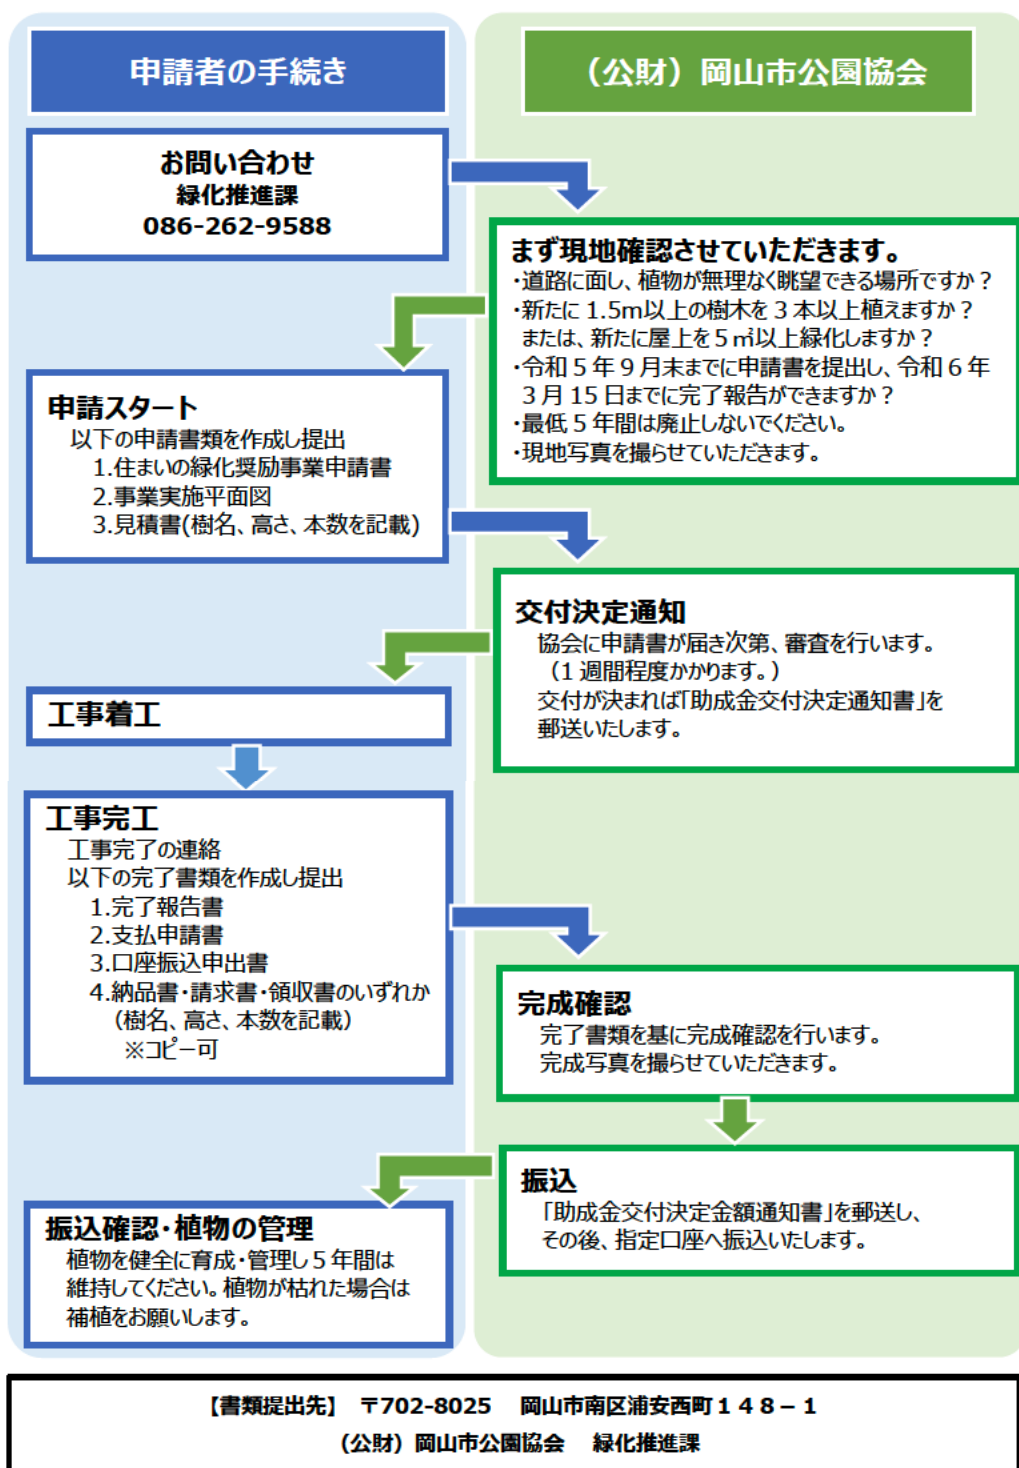 申請者の手続き
（公財）岡山市公園協会
お問い合わせ
緑化推進課
086-262-9588
まず現地確認させていただきます。
・道路に面し、植物が無理なく眺望できる場所ですか？
・新たに 1.5m以上の樹木を 3 本以上植えますか？
または、新たに屋上を 5 ㎡以上緑化しますか？
・令和 5 年 9 月末までに申請書を提出し、令和 6 年
3 月 15 日までに完了報告ができますか？
・最低 5 年間は廃止しないでください。
・現地写真を撮らせていただきます。
申請スタート
以下の申請書類を作成し提出
1.住まいの緑化奨励事業申請書
2.事業実施平面図
3.見積書(樹名、高さ、本数を記載)
交付決定通知
協会に申請書が届き次第、審査を行います。
（1 週間程度かかります。）
交付が決まれば「助成金交付決定通知書」を
郵送いたします。
工事着工
工事完工
工事完了の連絡
以下の完了書類を作成し提出
1.完了報告書
2.支払申請書
3.口座振込申出書
4.納品書・請求書・領収書のいずれか
（樹名、高さ、本数を記載）
※コピー可
完成確認
完了書類を基に完成確認を行います。
完成写真を撮らせていただきます。
振込
「助成金交付決定金額通知書」を郵送し、
その後、指定口座へ振込いたします。
振込確認・植物の管理
植物を健全に育成・管理し 5 年間は
維持してください。植物が枯れた場合は
補植をお願いします。
【書類提出先】 〒702-8025 岡山市南区浦安西町１４８－１
（公財）岡山市公園協会 緑化推進課